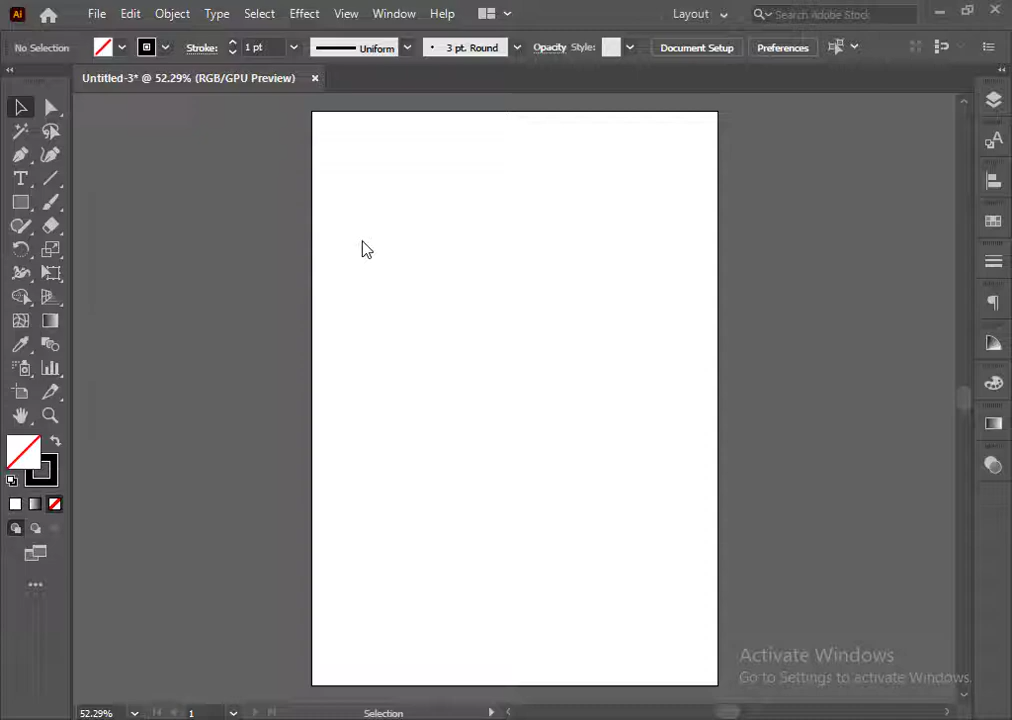 Ai File Edit Object Type Select Effect View Window Help Layout Search Adobe Stock
No Selection Stroke: 1 pt Uniform 3 pt. Round Opacity Style: Document Setup Preferences
Untitled-3* @ 52.29% (RGB/GPU Preview) ×
T
Activate Windows
Go to Settings to activate Windows.
52.29% 1 Selection